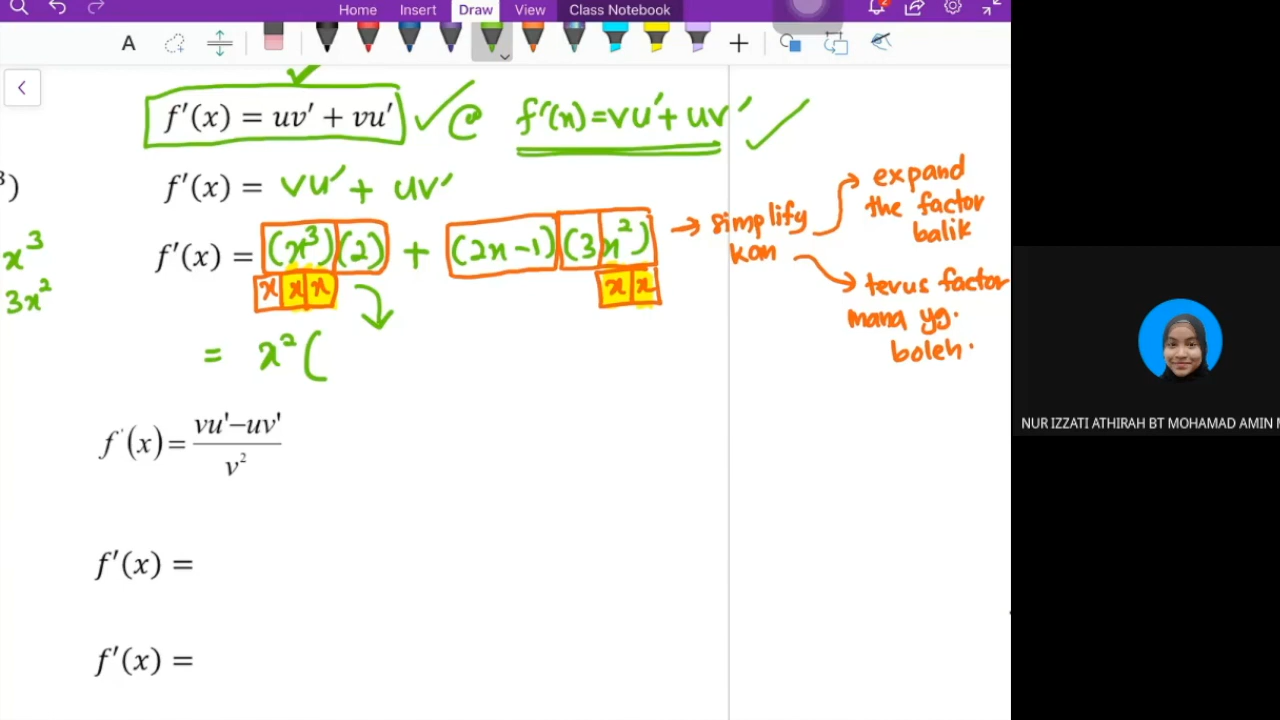 Home Insert Draw View Class Notebook
2
A
f'(x) = uv' + vu' @ f'(x) = vu' + uv'
3)
f'(x) = vu' + uv'
f'(x) = (x³)(2) + (2x-1)(3x²)
x³
3x²
x x x
x x
→ simplify
kan
expand
the factor
balik
terus factor
mana yg.
boleh.
= x² (
f'(x) = vu'-uv' / v²
f'(x) =
f'(x) =
NUR IZZATI ATHIRAH BT MOHAMAD AMIN